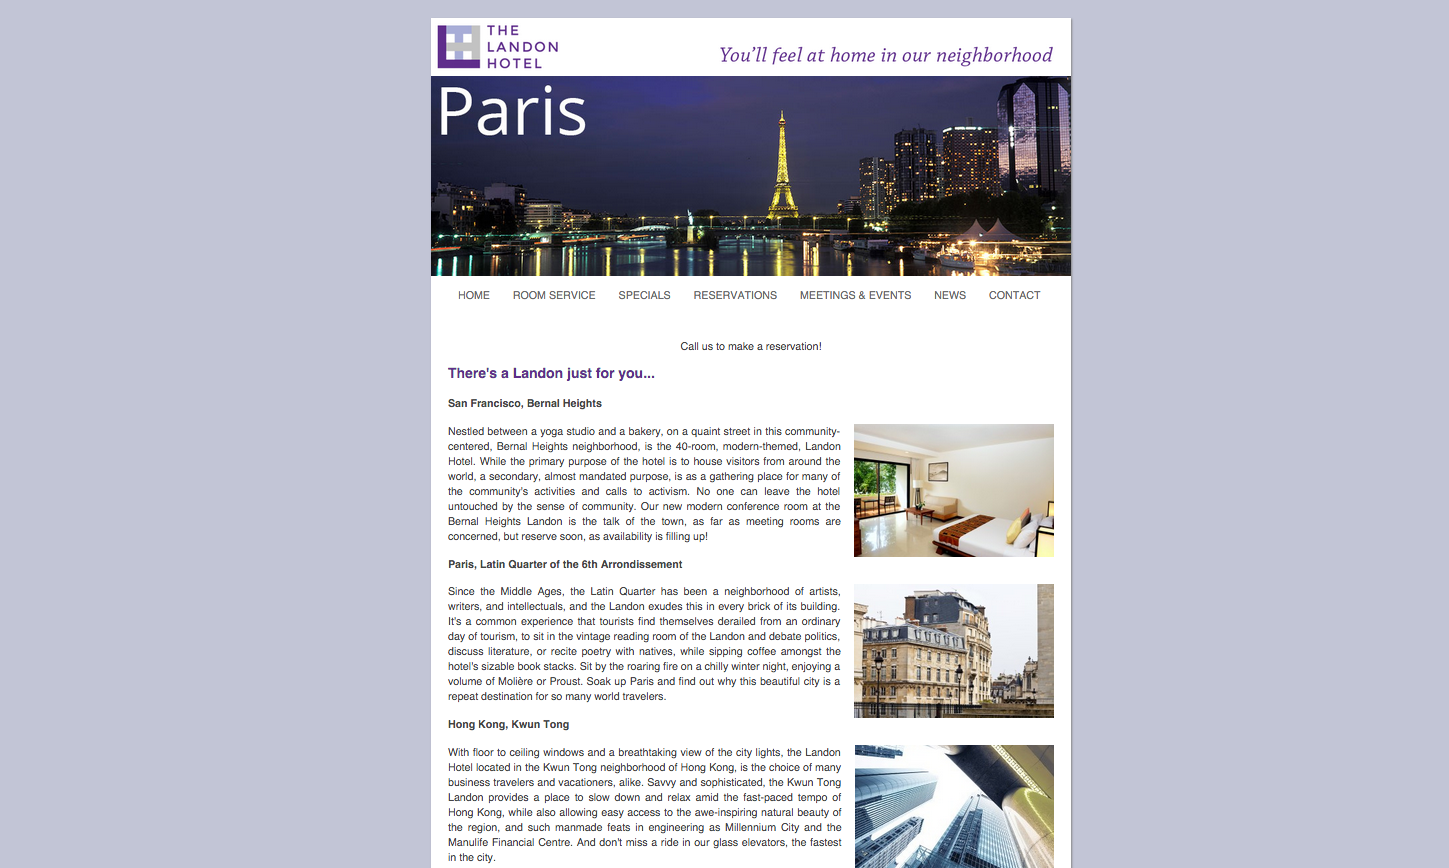 THE
LANDON
HOTEL
You'll feel at home in our neighborhood
Paris
HOME ROOM SERVICE SPECIALS RESERVATIONS MEETINGS & EVENTS NEWS CONTACT
Call us to make a reservation!
There's a Landon just for you...
San Francisco, Bernal Heights
Nestled between a yoga studio and a bakery, on a quaint street in this community-
centered, Bernal Heights neighborhood, is the 40-room, modern-themed, Landon
Hotel. While the primary purpose of the hotel is to house visitors from around the
world, a secondary, almost mandated purpose, is as a gathering place for many of
the community's activities and calls to activism. No one can leave the hotel
untouched by the sense of community. Our new modern conference room at the
Bernal Heights Landon is the talk of the town, as far as meeting rooms are
concerned, but reserve soon, as availability is filling up!
Paris, Latin Quarter of the 6th Arrondissement
Since the Middle Ages, the Latin Quarter has been a neighborhood of artists,
writers, and intellectuals, and the Landon exudes this in every brick of its building.
It's a common experience that tourists find themselves derailed from an ordinary
day of tourism, to sit in the vintage reading room of the Landon and debate politics,
discuss literature, or recite poetry with natives, while sipping coffee amongst the
hotel's sizable book stacks. Sit by the roaring fire on a chilly winter night, enjoying a
volume of Molière or Proust. Soak up Paris and find out why this beautiful city is a
repeat destination for so many world travelers.
Hong Kong, Kwun Tong
With floor to ceiling windows and a breathtaking view of the city lights, the Landon
Hotel located in the Kwun Tong neighborhood of Hong Kong, is the choice of many
business travelers and vacationers, alike. Savvy and sophisticated, the Kwun Tong
Landon provides a place to slow down and relax amid the fast-paced tempo of
Hong Kong, while also allowing easy access to the awe-inspiring natural beauty of
the region, and such manmade feats in engineering as Millennium City and the
Manulife Financial Centre. And don't miss a ride in our glass elevators, the fastest
in the city.